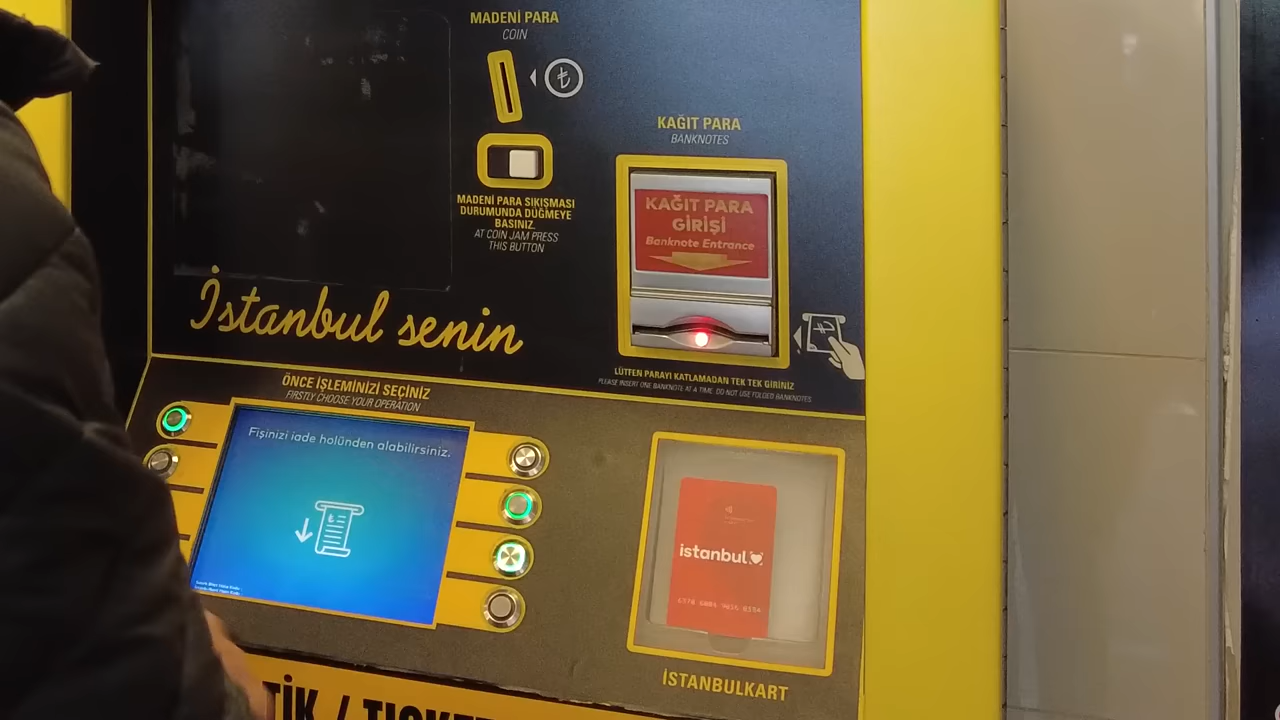 MADENİ PARA
COIN
MADENİ PARA SIKIŞMASI
DURUMUNDA DÜĞMEYE
BASINIZ.
AT COIN JAM PRESS
THIS BUTTON
KAĞIT PARA
BANKNOTES
KAĞIT PARA
GİRİŞİ
Banknote Entrance
LÜTFEN PARAYI KATLAMADAN TEK TEK GİRİNİZ
PLEASE INSERT ONE BANKNOTE AT A TIME. DO NOT USE FOLDED BANKNOTES
İstanbul senin
ÖNCE İŞLEMİNİZİ SEÇİNİZ
FIRSTLY CHOOSE YOUR OPERATION
Fişinizi iade holünden alabilirsiniz.
istanbul
İSTANBULKART
TİK / TICKET